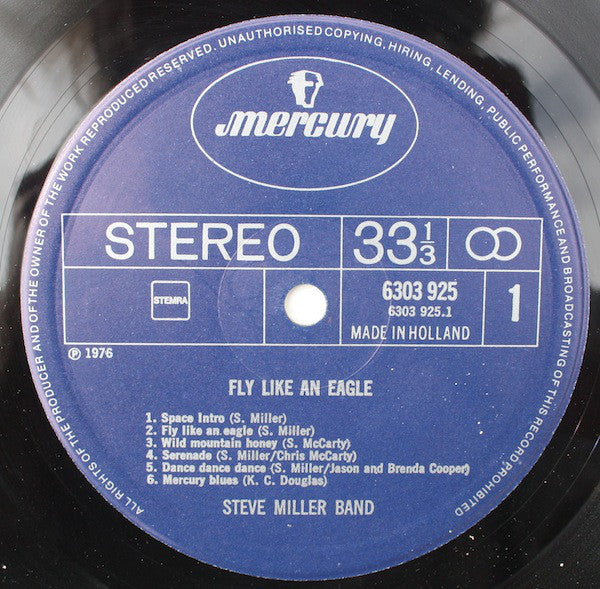 ALL RIGHTS OF THE PRODUCER AND OF THE OWNER OF THE WORK REPRODUCED RESERVED. UNAUTHORISED COPYING, HIRING, LENDING, PUBLIC PERFORMANCE AND BROADCASTING OF THIS RECORD PROHIBITED
mercury
STEREO 33 1/3
STEMRA
6303 925 1
6303 925.1
MADE IN HOLLAND
℗ 1976
FLY LIKE AN EAGLE
1. Space Intro (S. Miller)
2. Fly like an eagle (S. Miller)
3. Wild mountain honey (S. McCarty)
4. Serenade (S. Miller/Chris McCarty)
5. Dance dance dance (S. Miller/Jason and Brenda Cooper)
6. Mercury blues (K. C. Douglas)
STEVE MILLER BAND